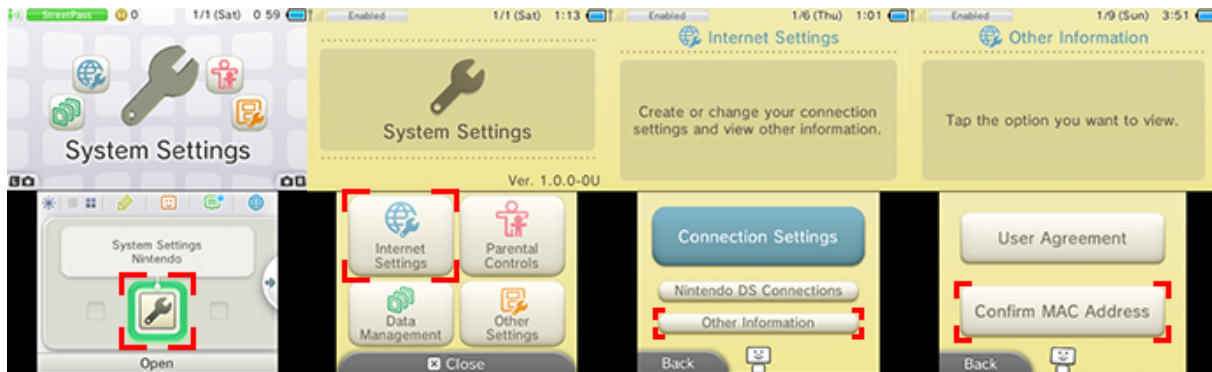 StreetPass 0 1/1 (Sat) 0 59
System Settings
System Settings
Nintendo
Open
Enabled 1/1 (Sat) 1:13
System Settings
Ver. 1.0.0-0U
Internet
Settings
Parental
Controls
Data
Management
Other
Settings
Close
Enabled 1/6 (Thu) 1:01
Internet Settings
Create or change your connection
settings and view other information.
Connection Settings
Nintendo DS Connections
Other Information
Back
Enabled 1/9 (Sun) 3:51
Other Information
Tap the option you want to view.
User Agreement
Confirm MAC Address
Back